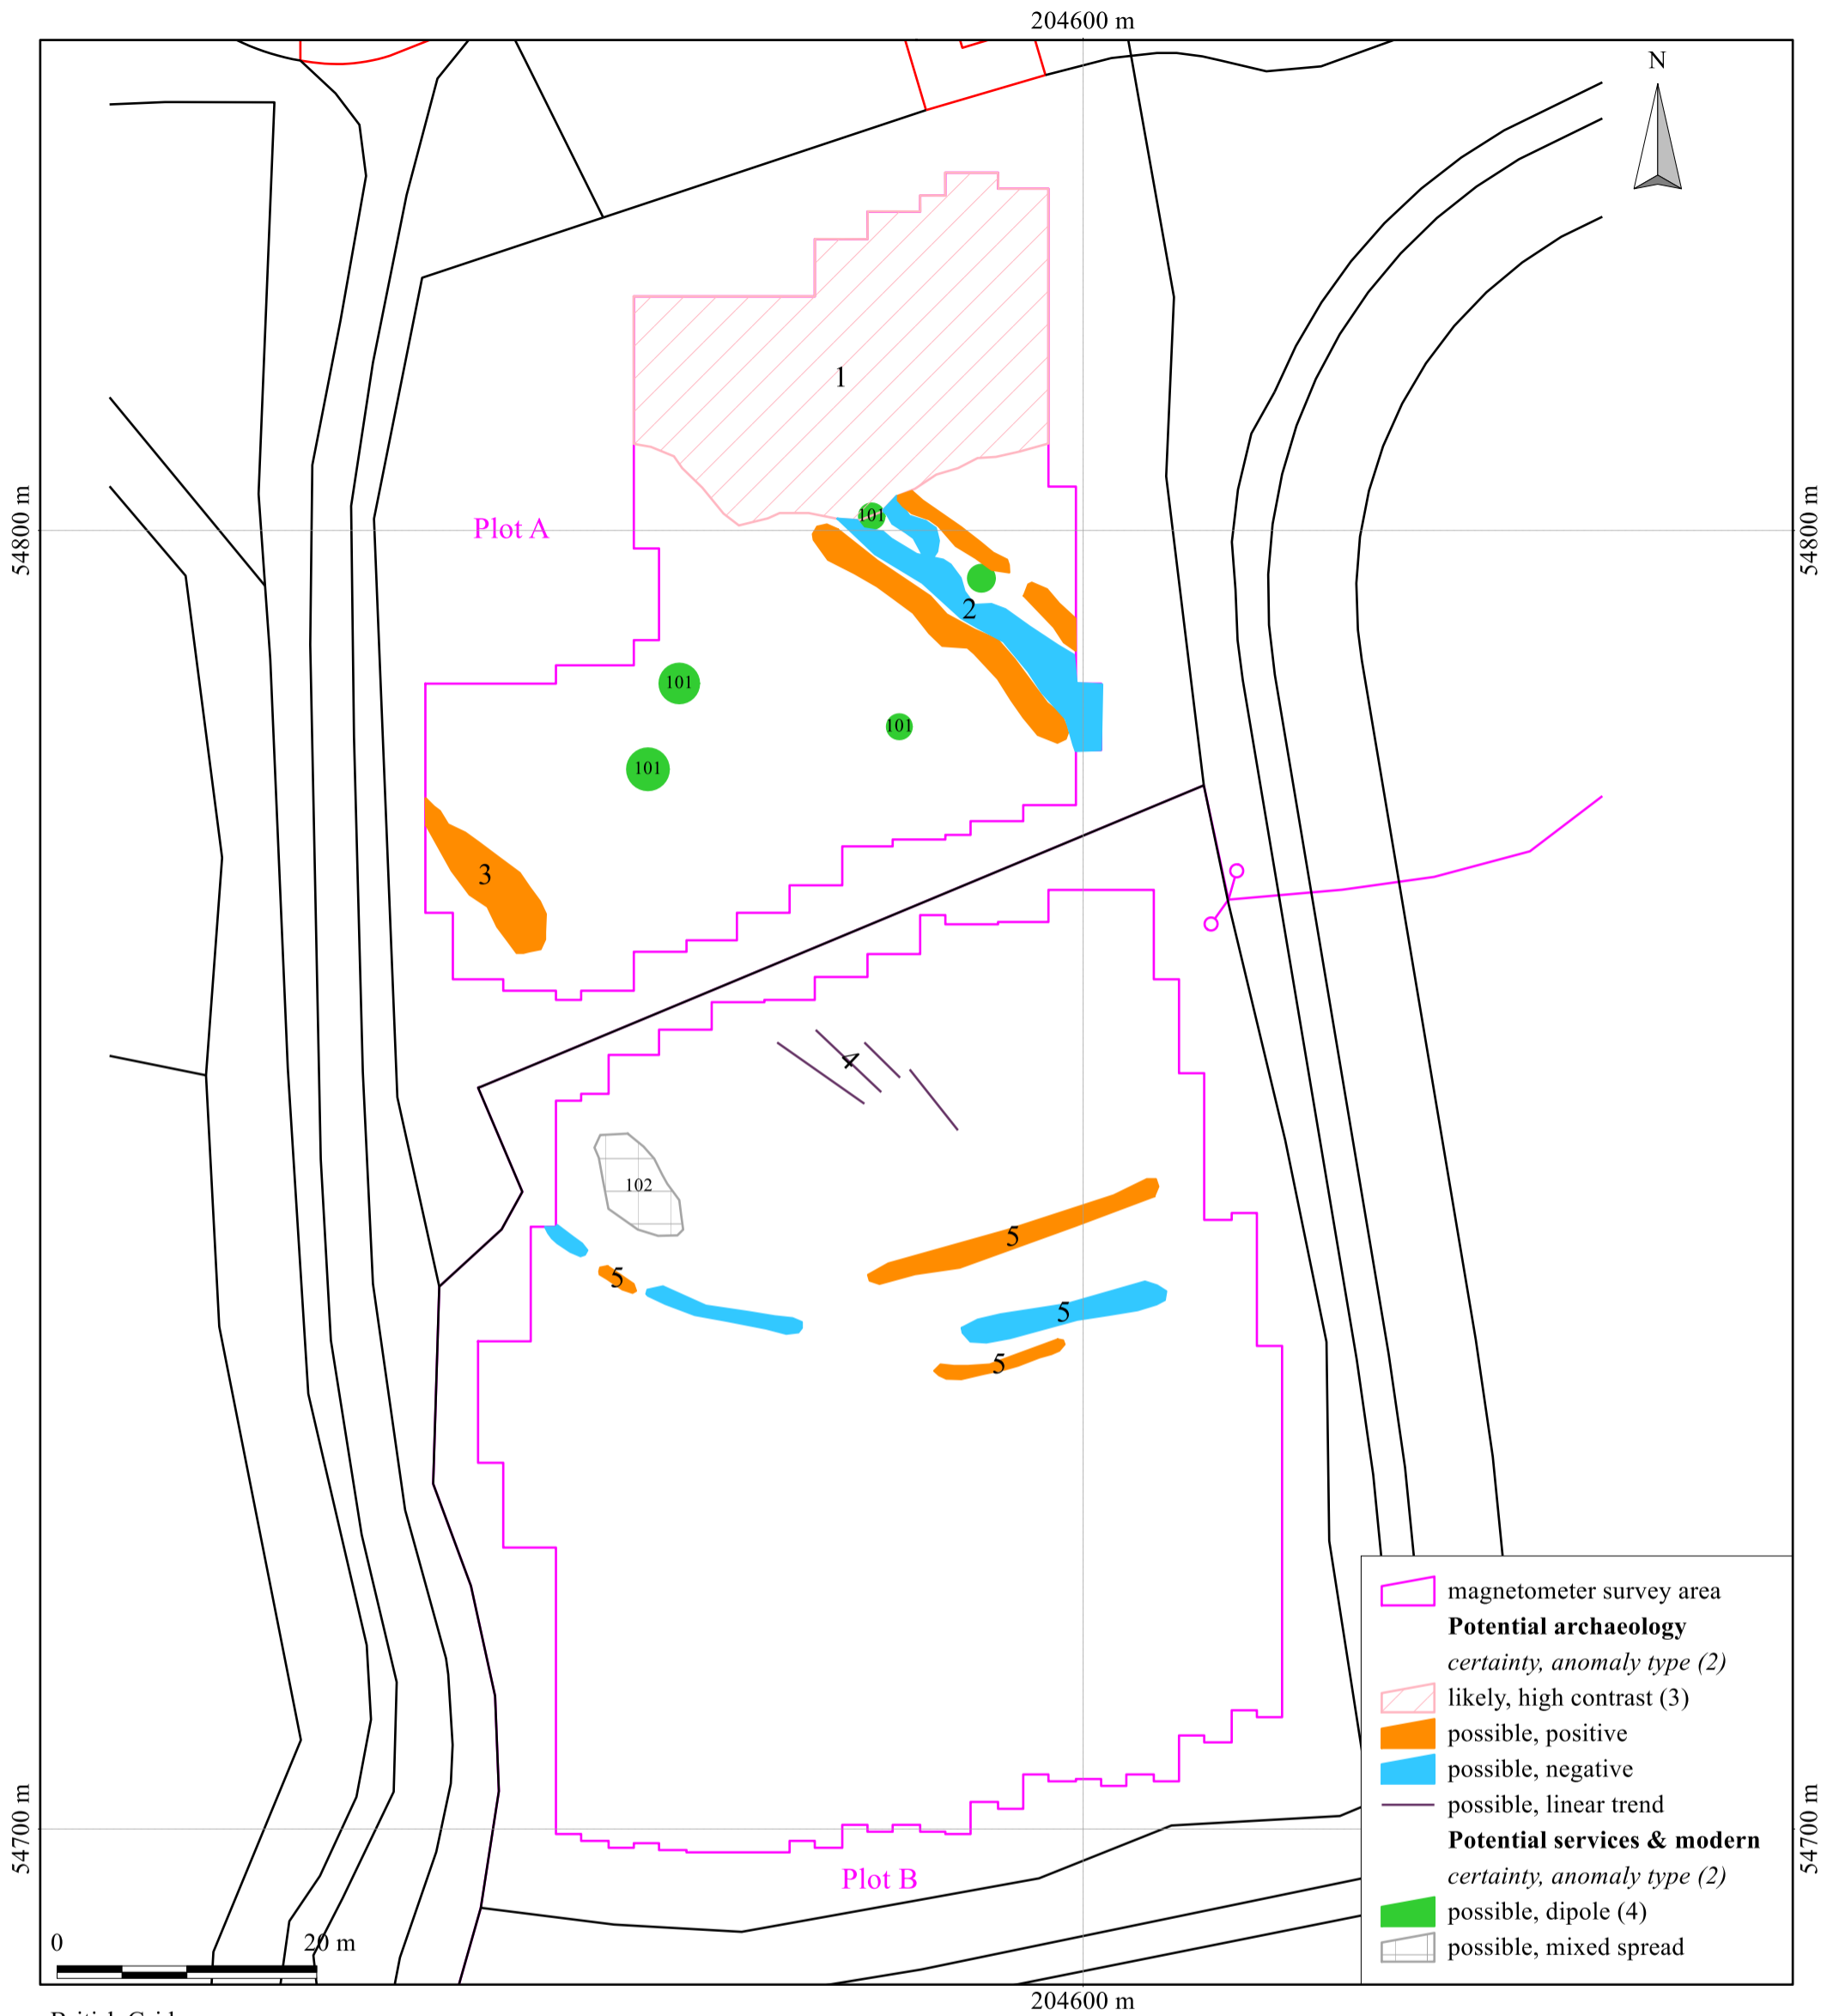 204600 m
N
1
54800 m
Plot A
101
54800 m
2
101
101
101
3
4
102
5
5
5
5
magnetometer survey area
Potential archaeology
certainty, anomaly type (2)
likely, high contrast (3)
possible, positive
possible, negative
possible, linear trend
54700 m
54700 m
Potential services & modern
certainty, anomaly type (2)
Plot B
possible, dipole (4)
possible, mixed spread
0 20 m
204600 m